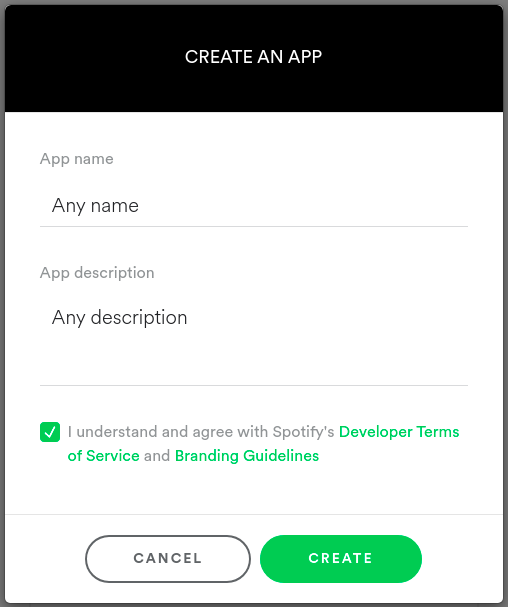 CREATE AN APP
App name
Any name
App description
Any description
I understand and agree with Spotify's Developer Terms
of Service and Branding Guidelines
CANCEL
CREATE